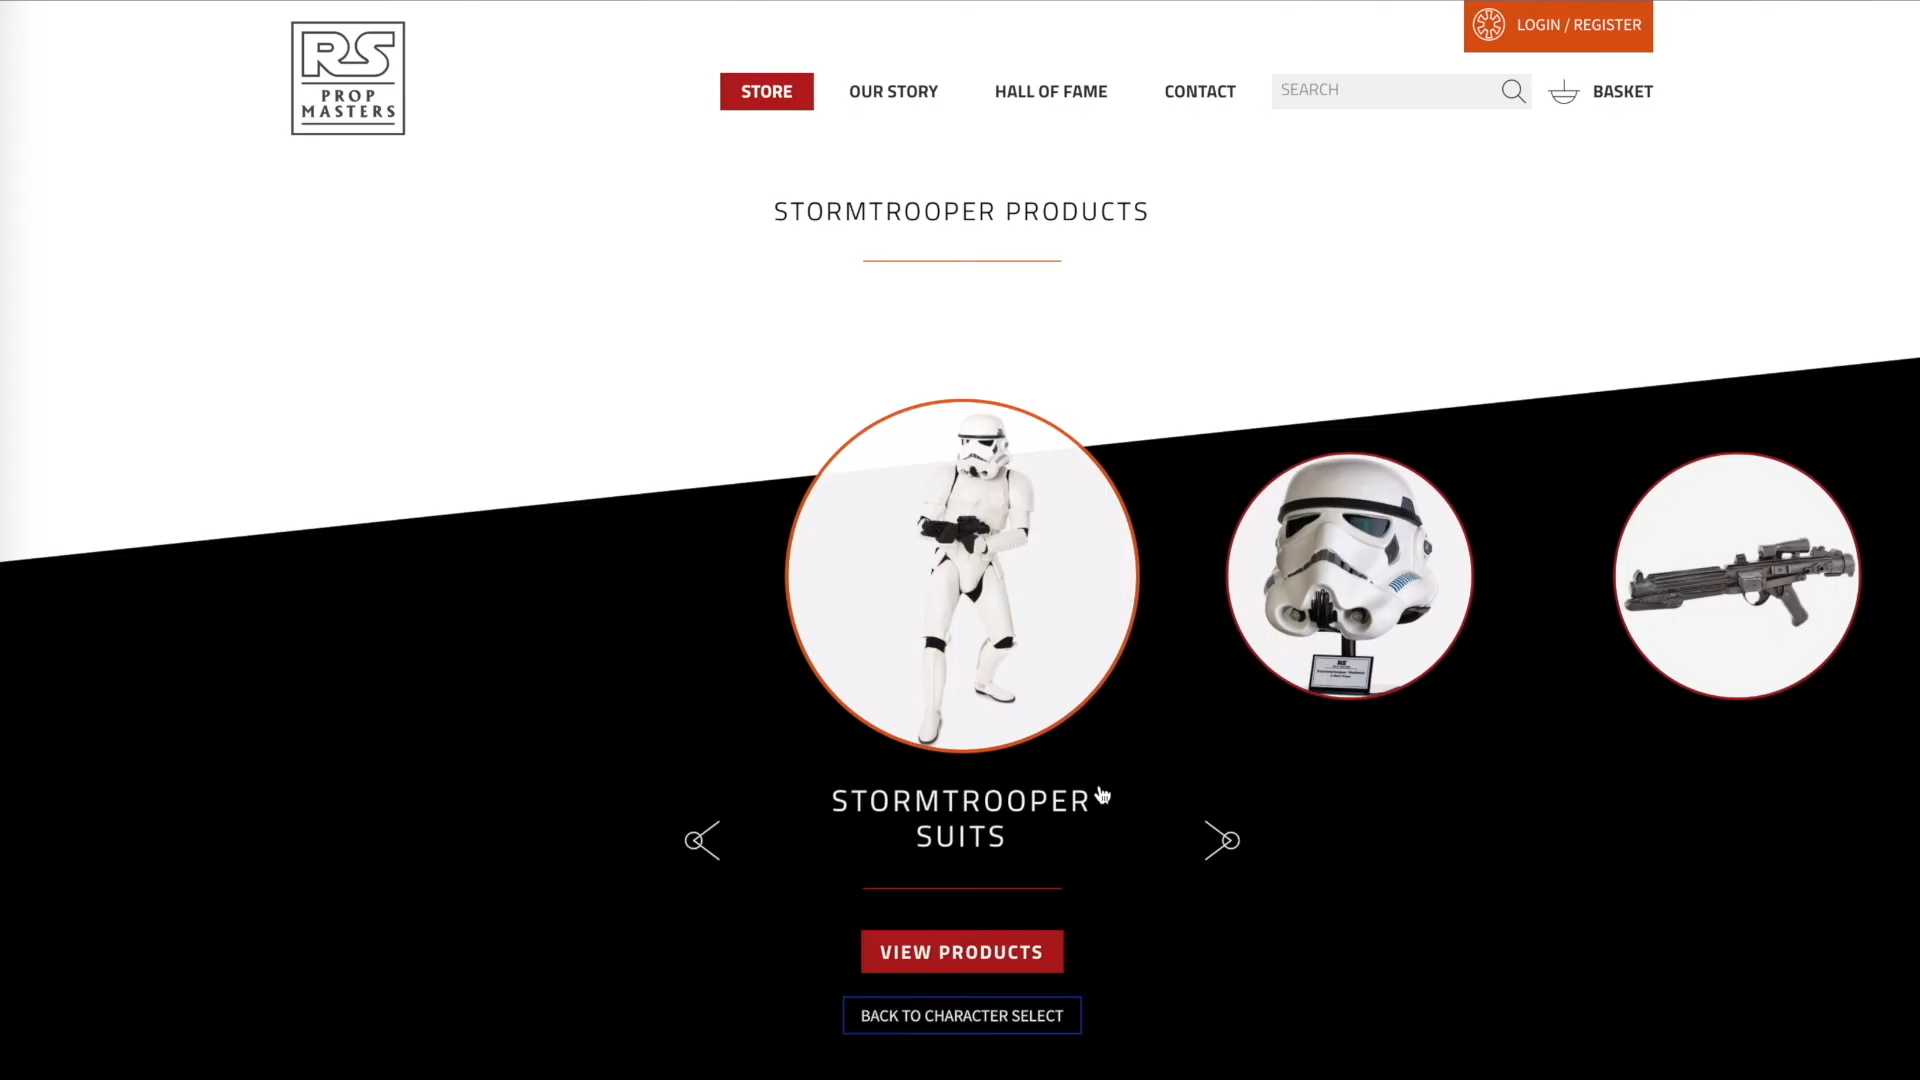 LOGIN / REGISTER
RS
PROP
MASTERS
STORE
OUR STORY
HALL OF FAME
CONTACT
SEARCH
BASKET
STORMTROOPER PRODUCTS
STORMTROOPER
SUITS
VIEW PRODUCTS
BACK TO CHARACTER SELECT